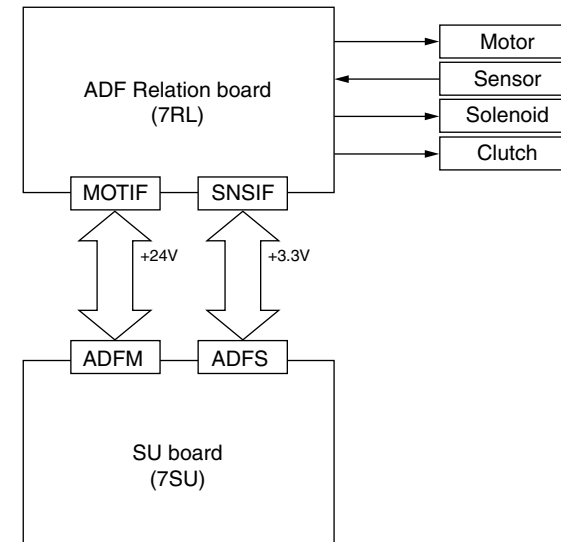 ADF Relation board
(7RL)
Motor
Sensor
Solenoid
Clutch
MOTIF
SNSIF
+24V
+3.3V
ADFM
ADFS
SU board
(7SU)